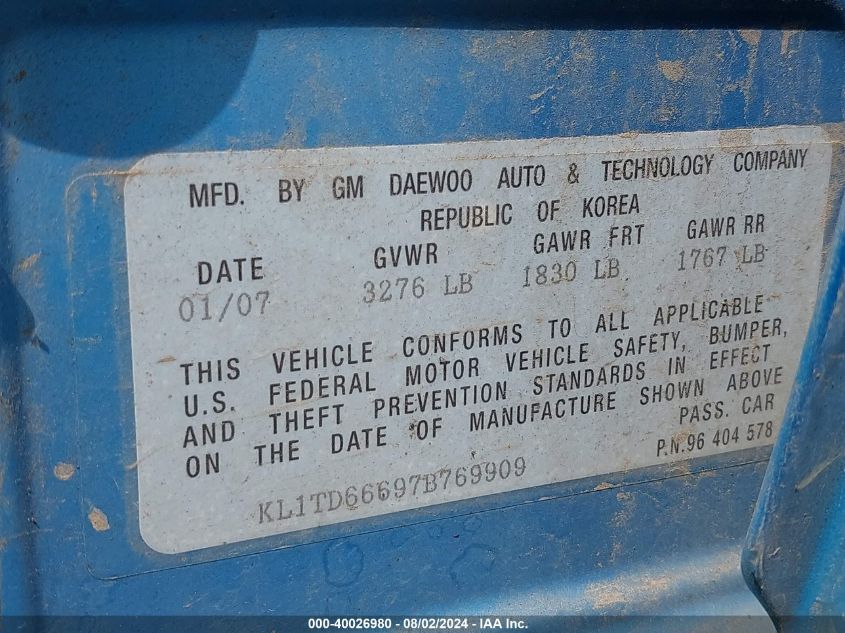 MFD. BY GM DAEWOO AUTO & TECHNOLOGY COMPANY
REPUBLIC OF KOREA
DATE GVWR GAWR FRT GAWR RR
01/07 3276 LB 1830 LB 1767 LB
THIS VEHICLE CONFORMS TO ALL APPLICABLE
U.S. FEDERAL MOTOR VEHICLE SAFETY, BUMPER,
AND THEFT PREVENTION STANDARDS IN EFFECT
ON THE DATE OF MANUFACTURE SHOWN ABOVE
PASS. CAR
P.N.96 404 578
KL1TD66697B769909
000-40026980 - 08/02/2024 - IAA Inc.